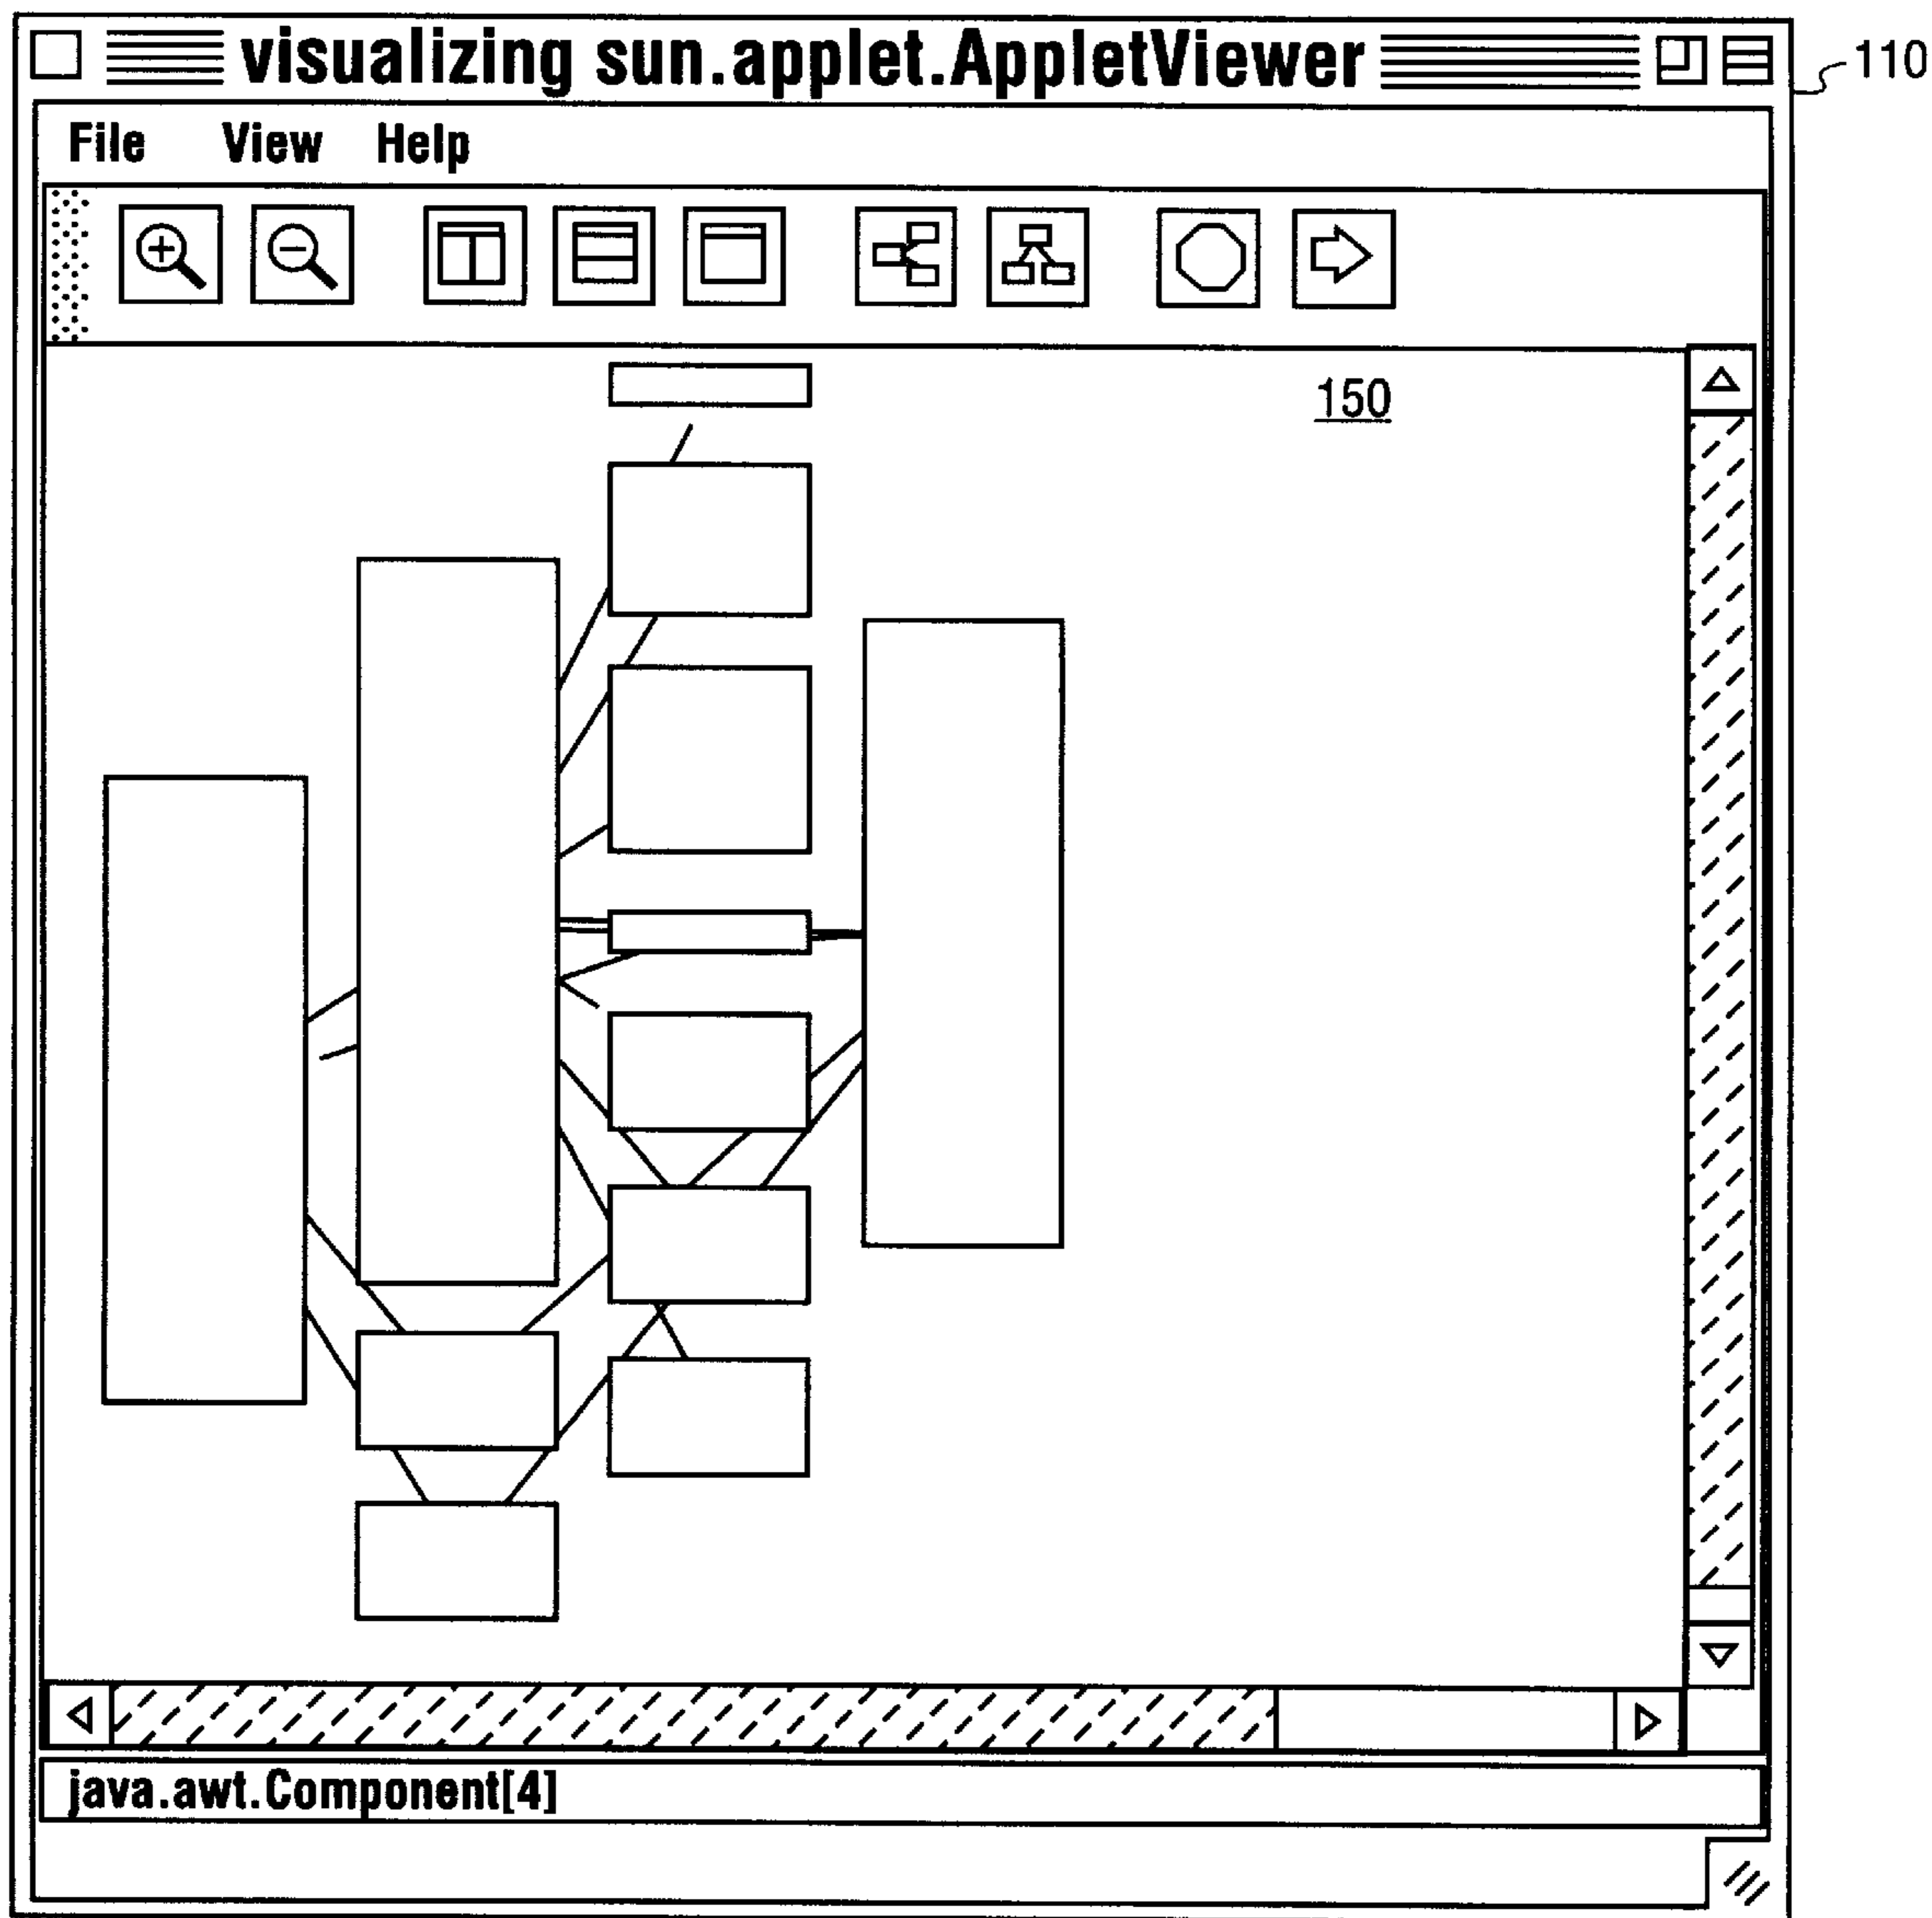 visualizing sun.applet.AppletViewer
110
File View Help
150
java.awt.Component[4]